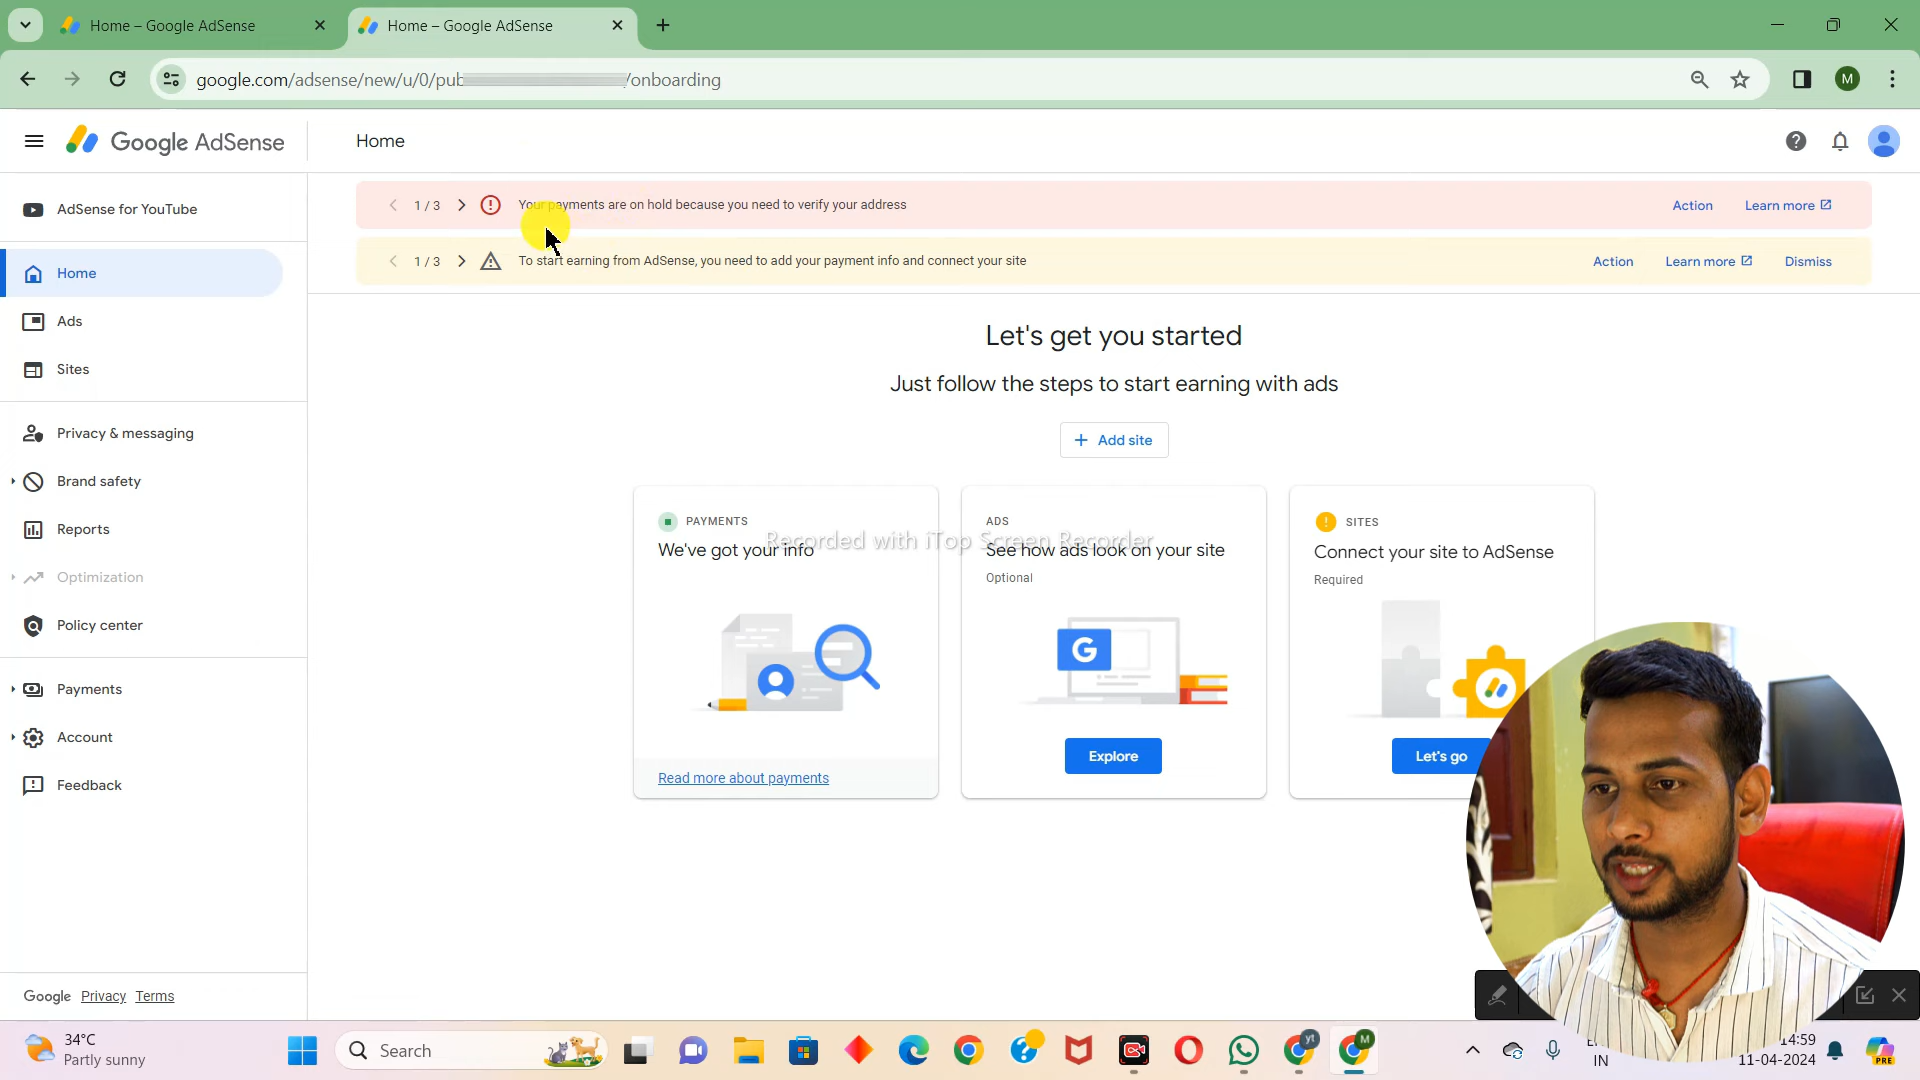 Home – Google AdSense
Home – Google AdSense
google.com/adsense/new/u/0/pub /onboarding
M
Google AdSense
Home
AdSense for YouTube
Home
Ads
Sites
Privacy & messaging
Brand safety
Reports
Optimization
Policy center
Payments
Account
Feedback
Google Privacy Terms
1 / 3 Your payments are on hold because you need to verify your address Action Learn more
1 / 3 To start earning from AdSense, you need to add your payment info and connect your site Action Learn more Dismiss
Let's get you started
Just follow the steps to start earning with ads
+ Add site
PAYMENTS
We've got your info
Read more about payments
ADS
See how ads look on your site
Optional
G
Explore
SITES
Connect your site to AdSense
Required
Let's go
Recorded with iTop Screen Recorder
34°C
Partly sunny
Search
yt
M
IN
14:59
11-04-2024
PRE